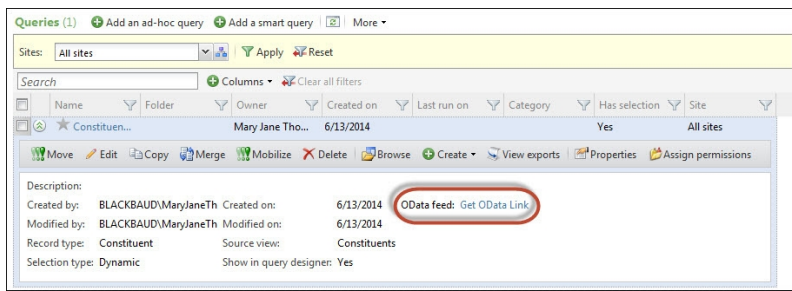 Queries (1) Add an ad-hoc query Add a smart query More
Sites: All sites Apply Reset
Search Columns Clear all filters
Name Folder Owner Created on Last run on Category Has selection Site
Constituen... Mary Jane Tho... 6/13/2014 Yes All sites
Move Edit Copy Merge Mobilize Delete Browse Create View exports Properties Assign permissions
Description:
Created by: BLACKBAUD\MaryJaneTh Created on: 6/13/2014 OData feed: Get OData Link
Modified by: BLACKBAUD\MaryJaneTh Modified on: 6/13/2014
Record type: Constituent Source view: Constituents
Selection type: Dynamic Show in query designer: Yes